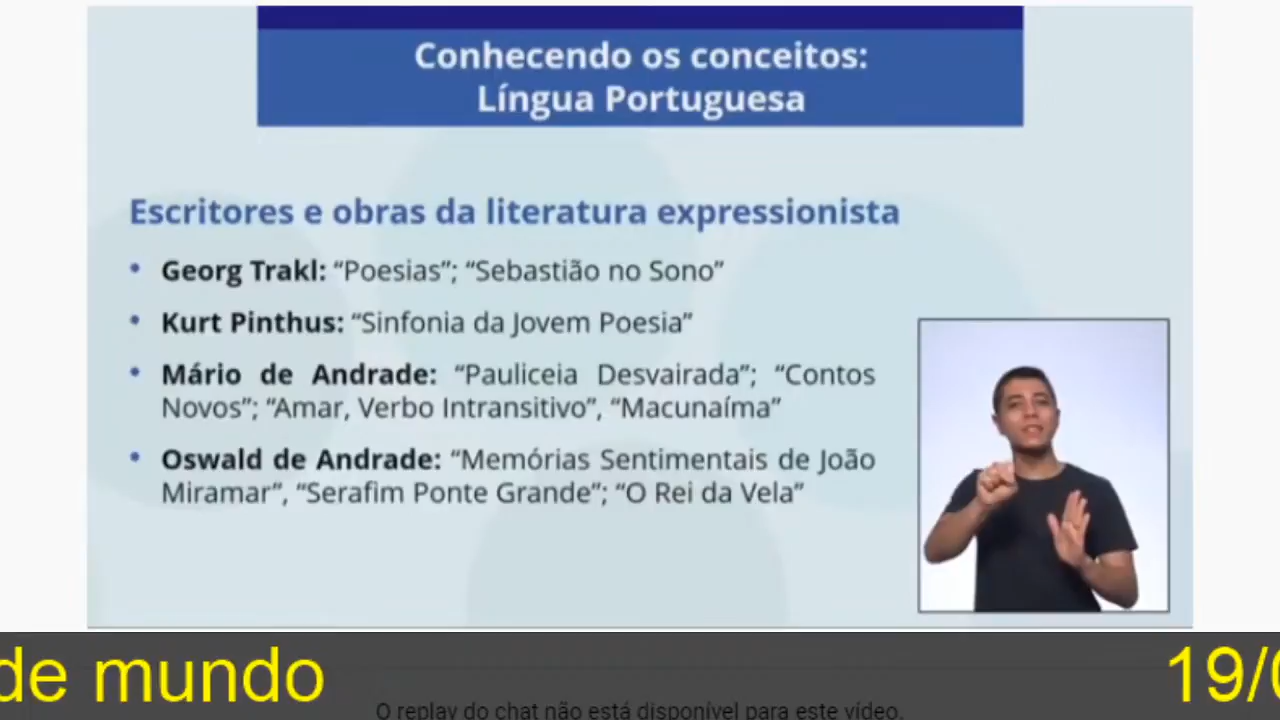 Conhecendo os conceitos:
Língua Portuguesa
Escritores e obras da literatura expressionista
• Georg Trakl: “Poesias”; “Sebastião no Sono”
• Kurt Pinthus: “Sinfonia da Jovem Poesia”
• Mário de Andrade: “Pauliceia Desvairada”; “Contos
Novos”; “Amar, Verbo Intransitivo”, “Macunaíma”
• Oswald de Andrade: “Memórias Sentimentais de João
Miramar”, “Serafim Ponte Grande”; “O Rei da Vela”
de mundo
19/0
O replay do chat não está disponível para este vídeo.